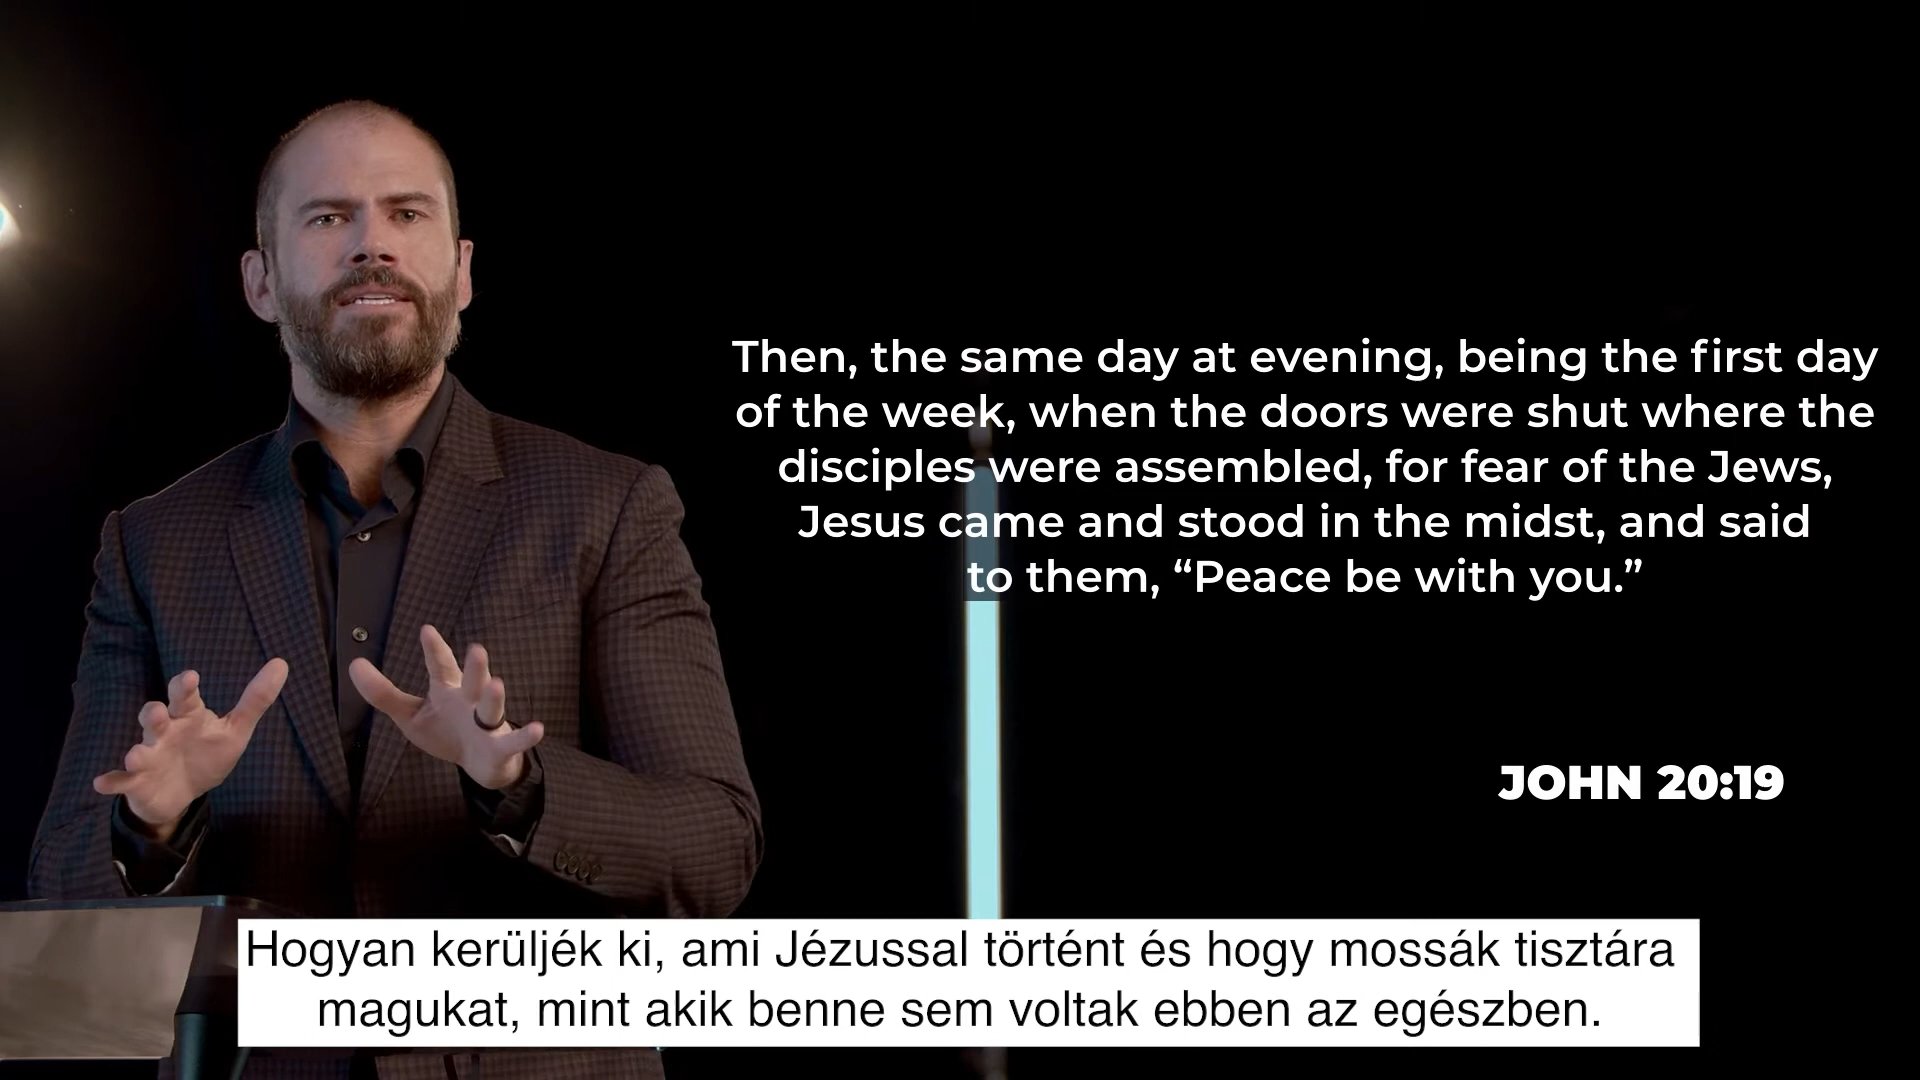 Then, the same day at evening, being the first day
of the week, when the doors were shut where the
disciples were assembled, for fear of the Jews,
Jesus came and stood in the midst, and said
to them, “Peace be with you.”
JOHN 20:19
Hogyan kerüljék ki, ami Jézussal történt és hogy mossák tisztára
magukat, mint akik benne sem voltak ebben az egészben.